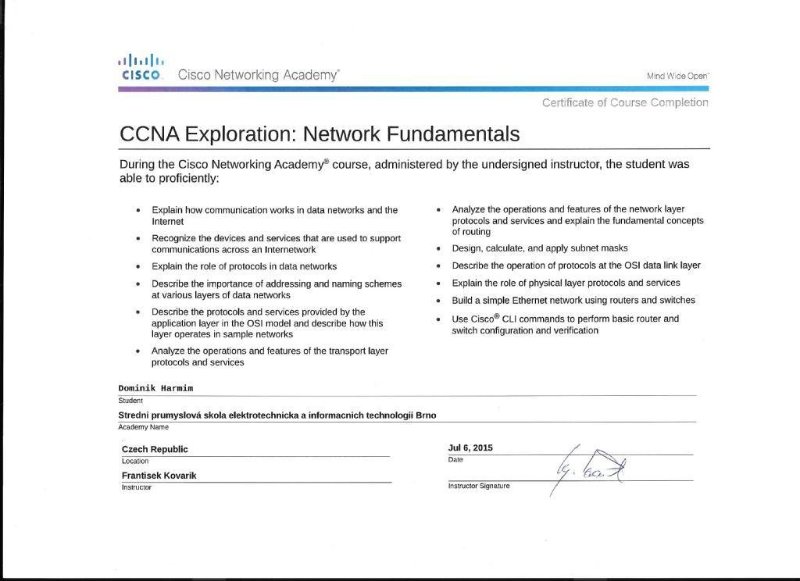 CISCO Cisco Networking Academy®
Mind Wide Open™
Certificate of Course Completion
CCNA Exploration: Network Fundamentals
During the Cisco Networking Academy® course, administered by the undersigned instructor, the student was
able to proficiently:
• Explain how communication works in data networks and the
Internet
• Recognize the devices and services that are used to support
communications across an Internetwork
• Explain the role of protocols in data networks
• Describe the importance of addressing and naming schemes
at various layers of data networks
• Describe the protocols and services provided by the
application layer in the OSI model and describe how this
layer operates in sample networks
• Analyze the operations and features of the transport layer
protocols and services
• Analyze the operations and features of the network layer
protocols and services and explain the fundamental concepts
of routing
• Design, calculate, and apply subnet masks
• Describe the operation of protocols at the OSI data link layer
• Explain the role of physical layer protocols and services
• Build a simple Ethernet network using routers and switches
• Use Cisco® CLI commands to perform basic router and
switch configuration and verification
Dominik Harmim
Student
Stredni prumyslová skola elektrotechnicka a informacnich technologií Brno
Academy Name
Czech Republic
Location
Jul 6, 2015
Date
Frantisek Kovarik
Instructor
Instructor Signature